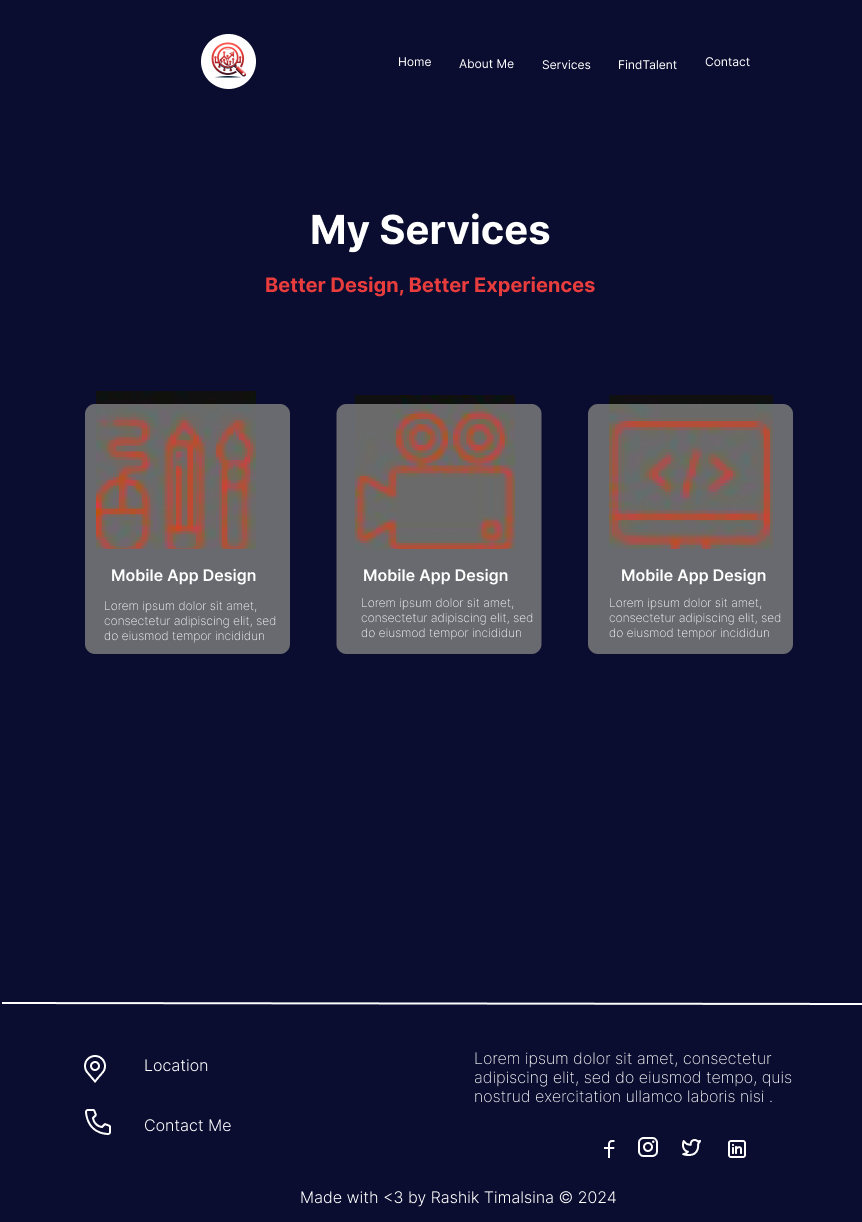 Home
About Me
Services
FindTalent
Contact
My Services
Better Design, Better Experiences
</>
Mobile App Design
Lorem ipsum dolor sit amet,
consectetur adipiscing elit, sed
do eiusmod tempor incididun
Mobile App Design
Lorem ipsum dolor sit amet,
consectetur adipiscing elit, sed
do eiusmod tempor incididun
Mobile App Design
Lorem ipsum dolor sit amet,
consectetur adipiscing elit, sed
do eiusmod tempor incididun
Location
Contact Me
Lorem ipsum dolor sit amet, consectetur
adipiscing elit, sed do eiusmod tempo, quis
nostrud exercitation ullamco laboris nisi .
Made with <3 by Rashik Timalsina © 2024